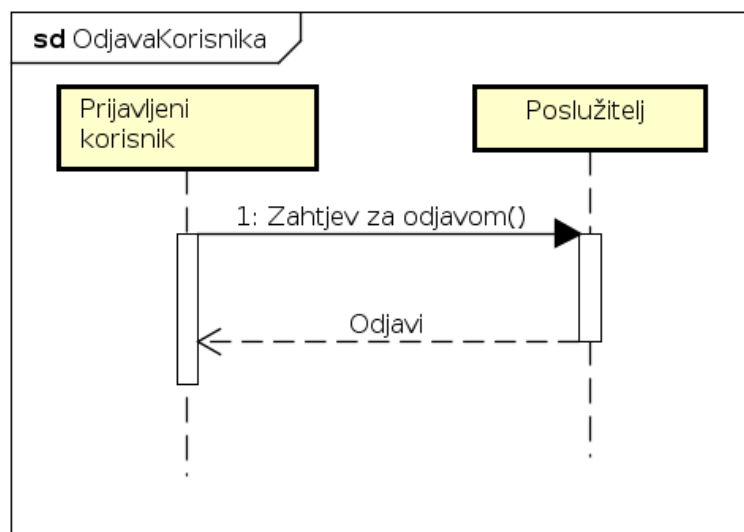 sd OdjavaKorisnika
Prijavljeni
korisnik
Poslužitelj
1: Zahtjev za odjavom()
Odjavi